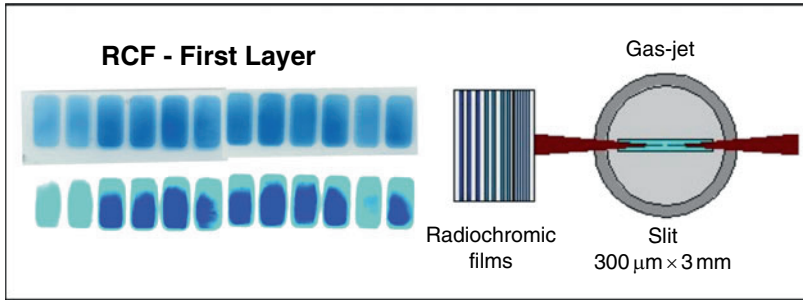 RCF - First Layer
Gas-jet
Radiochromic
films
Slit
300 μm × 3 mm